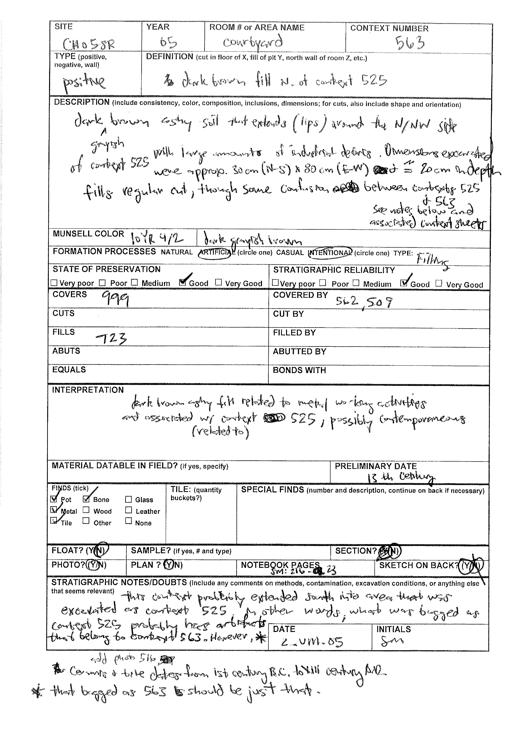 SITE YEAR ROOM # or AREA NAME CONTEXT NUMBER
CH05SR 05 courtyard 563
TYPE (positive, negative, wall) DEFINITION (cut in floor of X, fill of pit Y, north wall of room Z, etc.)
positive dark brown fill N. of context 525
DESCRIPTION (include consistency, color, composition, inclusions, dimensions; for cuts, also include shape and orientation)
dark brown ashy soil that extends (lips) around the N/NW side
grayish
of context 525 with large amounts of industrial debris. Dimensions excavated
were approx. 30 cm (N-S) x 80 cm (E-W) ≈ 20 cm in depth
fills regular cut, though some confusion between contexts 525
+ 563
see notes below and
associated context sheets
MUNSELL COLOR 10YR 4/2 dark grayish brown
FORMATION PROCESSES NATURAL ARTIFICIAL (circle one) CASUAL INTENTIONAL (circle one) TYPE: Filling
STATE OF PRESERVATION STRATIGRAPHIC RELIABILITY
Very poor Poor Medium Good Very Good Very poor Poor Medium Good Very Good
COVERS 999 COVERED BY 562, 509
CUTS CUT BY
FILLS 723 FILLED BY
ABUTS ABUTTED BY
EQUALS BONDS WITH
INTERPRETATION
dark brown ashy fill related to metal working activities
and associated w/ context 525, possibly contemporaneous
(related to)
MATERIAL DATABLE IN FIELD? (if yes, specify) PRELIMINARY DATE
13th century
FINDS (tick) TILE: (quantity buckets?) SPECIAL FINDS (number and description, continue on back if necessary)
Pot Bone Glass
Metal Wood Leather
Tile Other None
FLOAT? (Y/N) SAMPLE? (if yes, # and type) SECTION? (Y/N)
PHOTO? (Y/N) PLAN? (Y/N) NOTEBOOK PAGES SM: 216- 23 SKETCH ON BACK? (Y/N)
STRATIGRAPHIC NOTES/DOUBTS (Include any comments on methods, contamination, excavation conditions, or anything else
that seems relevant) This context probably extended south into area that was
excavated as context 525. In other words, what was bagged as
context 525 probably has artifacts
that belong to context 563. However, *
DATE INITIALS
2-VIII-05 SM
add photo 516
Ceramic & tile dates from 1st century B.C. to century A.D.
* that bagged as 563 should be just that.